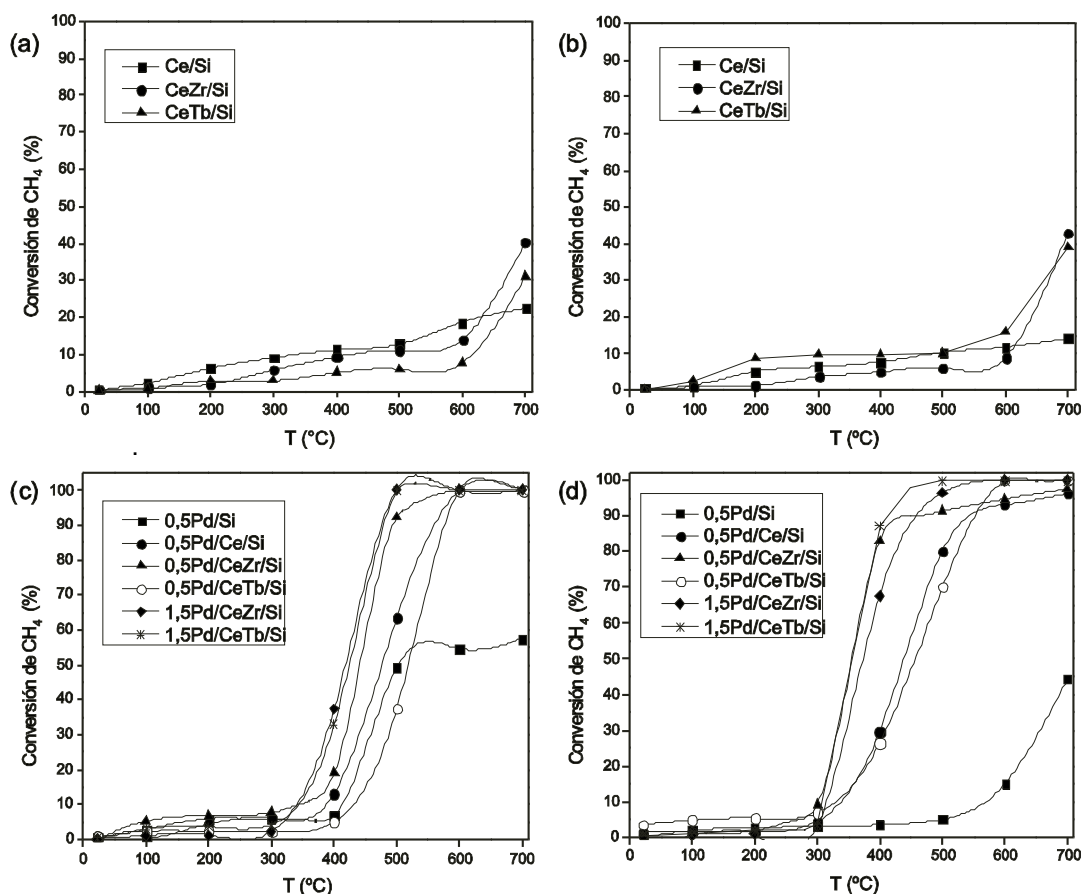 (a)
100
90
80
70
60
50
40
30
20
10
0
Conversión de CH₄ (%)
Ce/Si
CeZr/Si
CeTb/Si
0 100 200 300 400 500 600 700
T (°C)
(b)
100
90
80
70
60
50
40
30
20
10
0
Conversión de CH₄ (%)
Ce/Si
CeZr/Si
CeTb/Si
0 100 200 300 400 500 600 700
T (ºC)
(c)
100
90
80
70
60
50
40
30
20
10
0
Conversión de CH₄ (%)
0,5Pd/Si
0,5Pd/Ce/Si
0,5Pd/CeZr/Si
0,5Pd/CeTb/Si
1,5Pd/CeZr/Si
1,5Pd/CeTb/Si
0 100 200 300 400 500 600 700
T (ºC)
(d)
100
90
80
70
60
50
40
30
20
10
0
Conversión de CH₄ (%)
0,5Pd/Si
0,5Pd/Ce/Si
0,5Pd/CeZr/Si
0,5Pd/CeTb/Si
1,5Pd/CeZr/Si
1,5Pd/CeTb/Si
0 100 200 300 400 500 600 700
T (ºC)